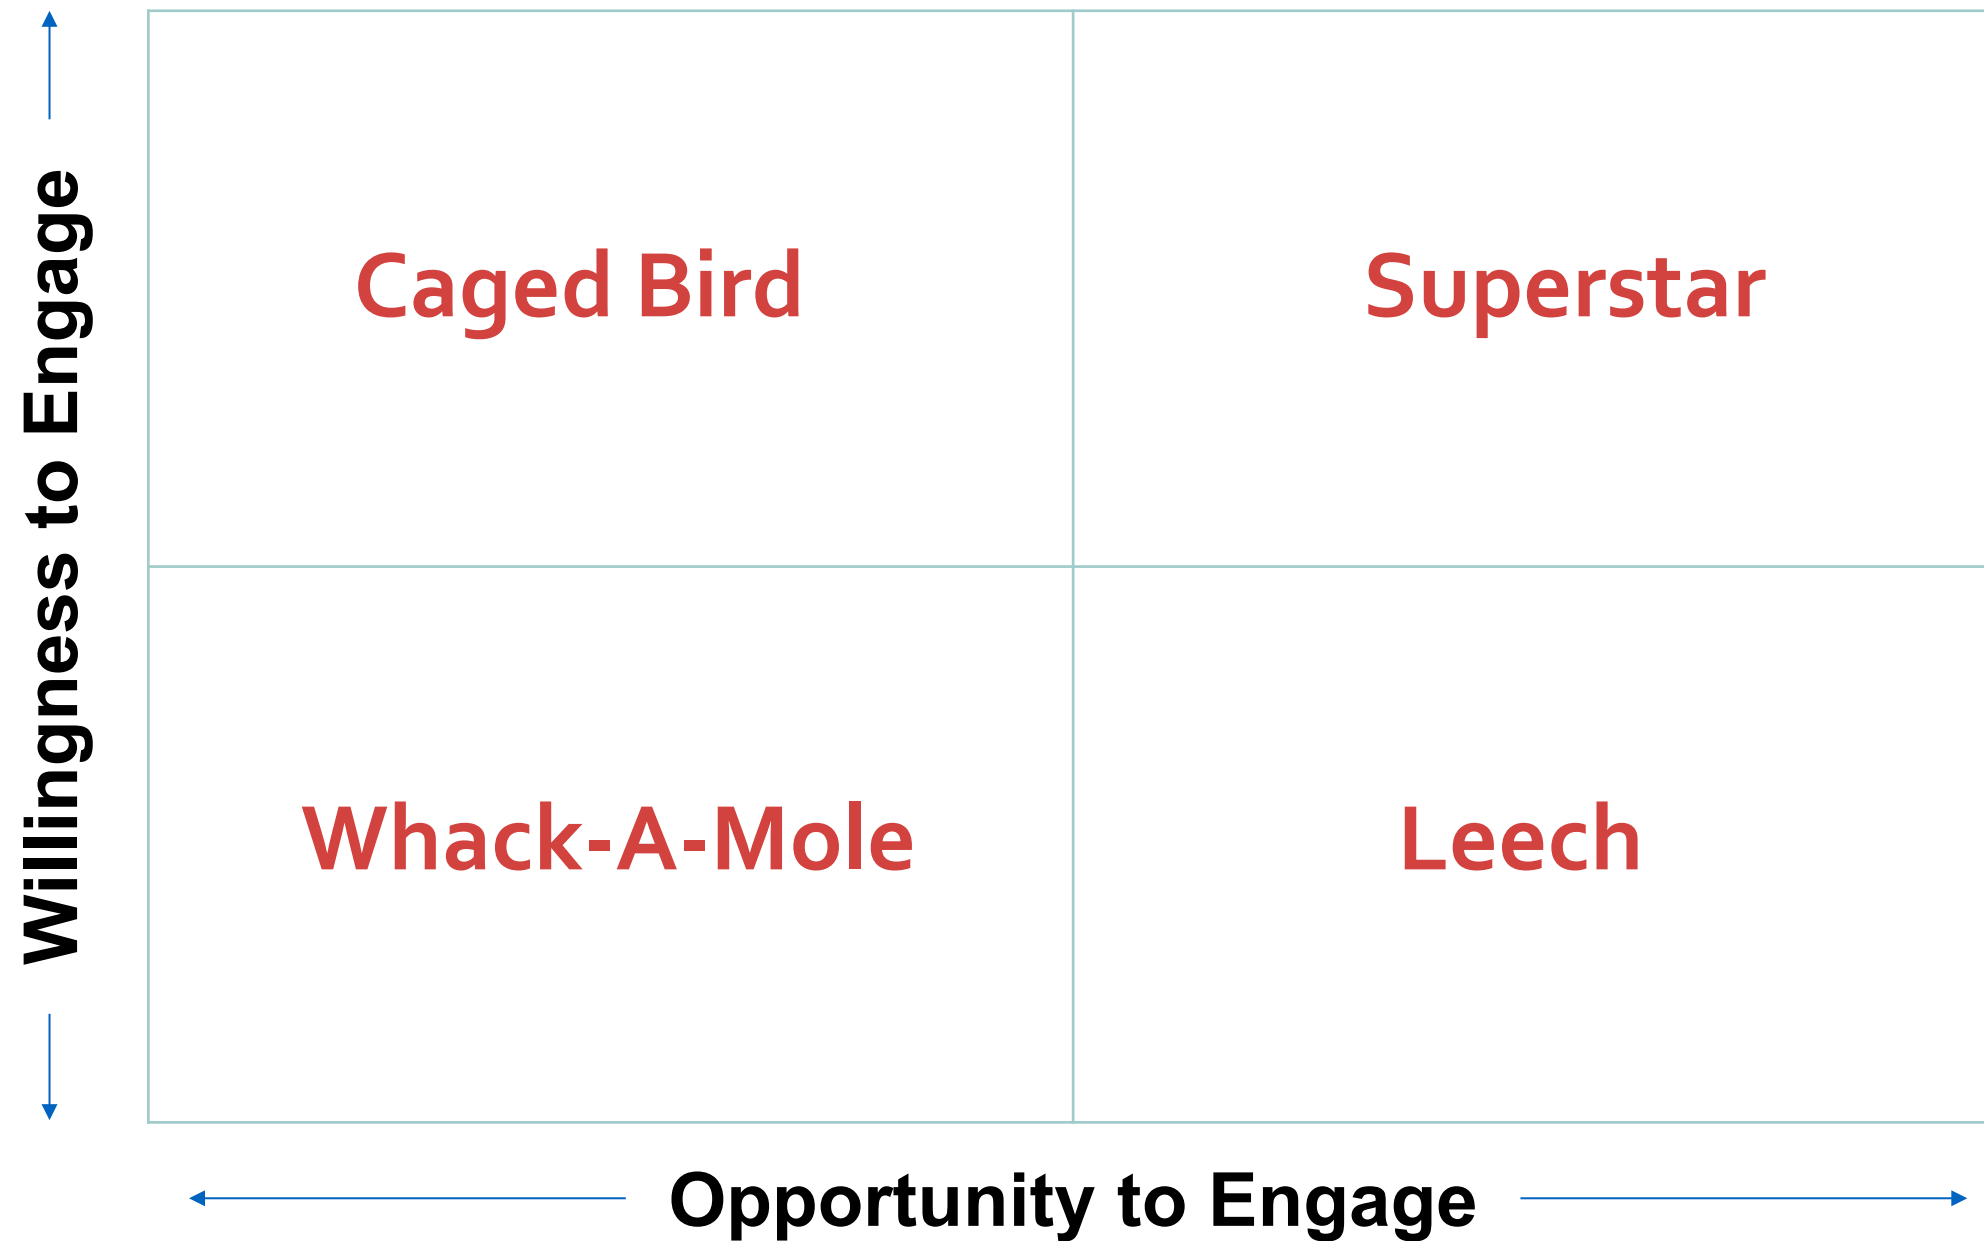 Willingness to Engage
Caged Bird
Superstar
Whack-A-Mole
Leech
Opportunity to Engage